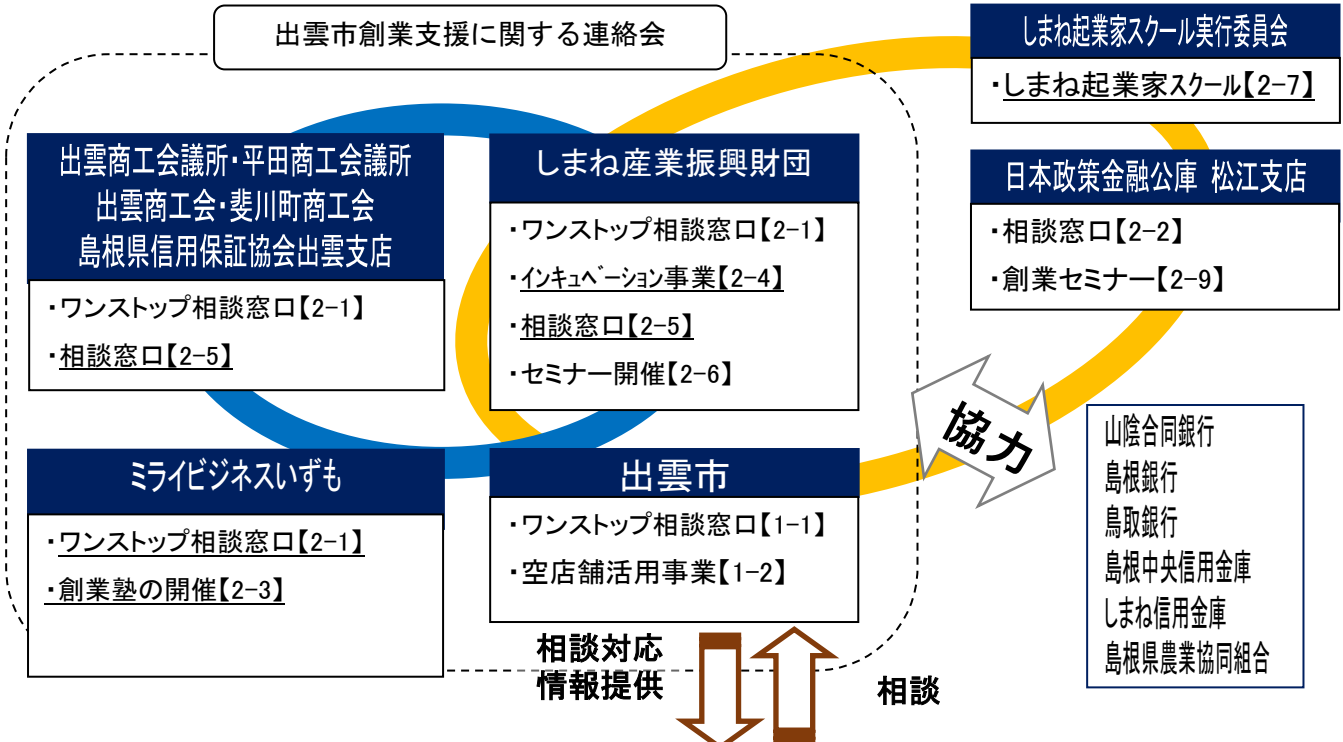 出雲市創業支援に関する連絡会
しまね起業家スクール実行委員会
・しまね起業家スクール【2-7】
出雲商工会議所・平田商工会議所
出雲商工会・斐川町商工会
島根県信用保証協会出雲支店
・ワンストップ相談窓口【2-1】
・相談窓口【2-5】
しまね産業振興財団
・ワンストップ相談窓口【2-1】
・インキュベーション事業【2-4】
・相談窓口【2-5】
・セミナー開催【2-6】
日本政策金融公庫 松江支店
・相談窓口【2-2】
・創業セミナー【2-9】
ミライビジネスいずも
・ワンストップ相談窓口【2-1】
・創業塾の開催【2-3】
出雲市
・ワンストップ相談窓口【1-1】
・空店舗活用事業【1-2】
協力
山陰合同銀行
島根銀行
鳥取銀行
島根中央信用金庫
しまね信用金庫
島根県農業協同組合
相談対応
情報提供
相談